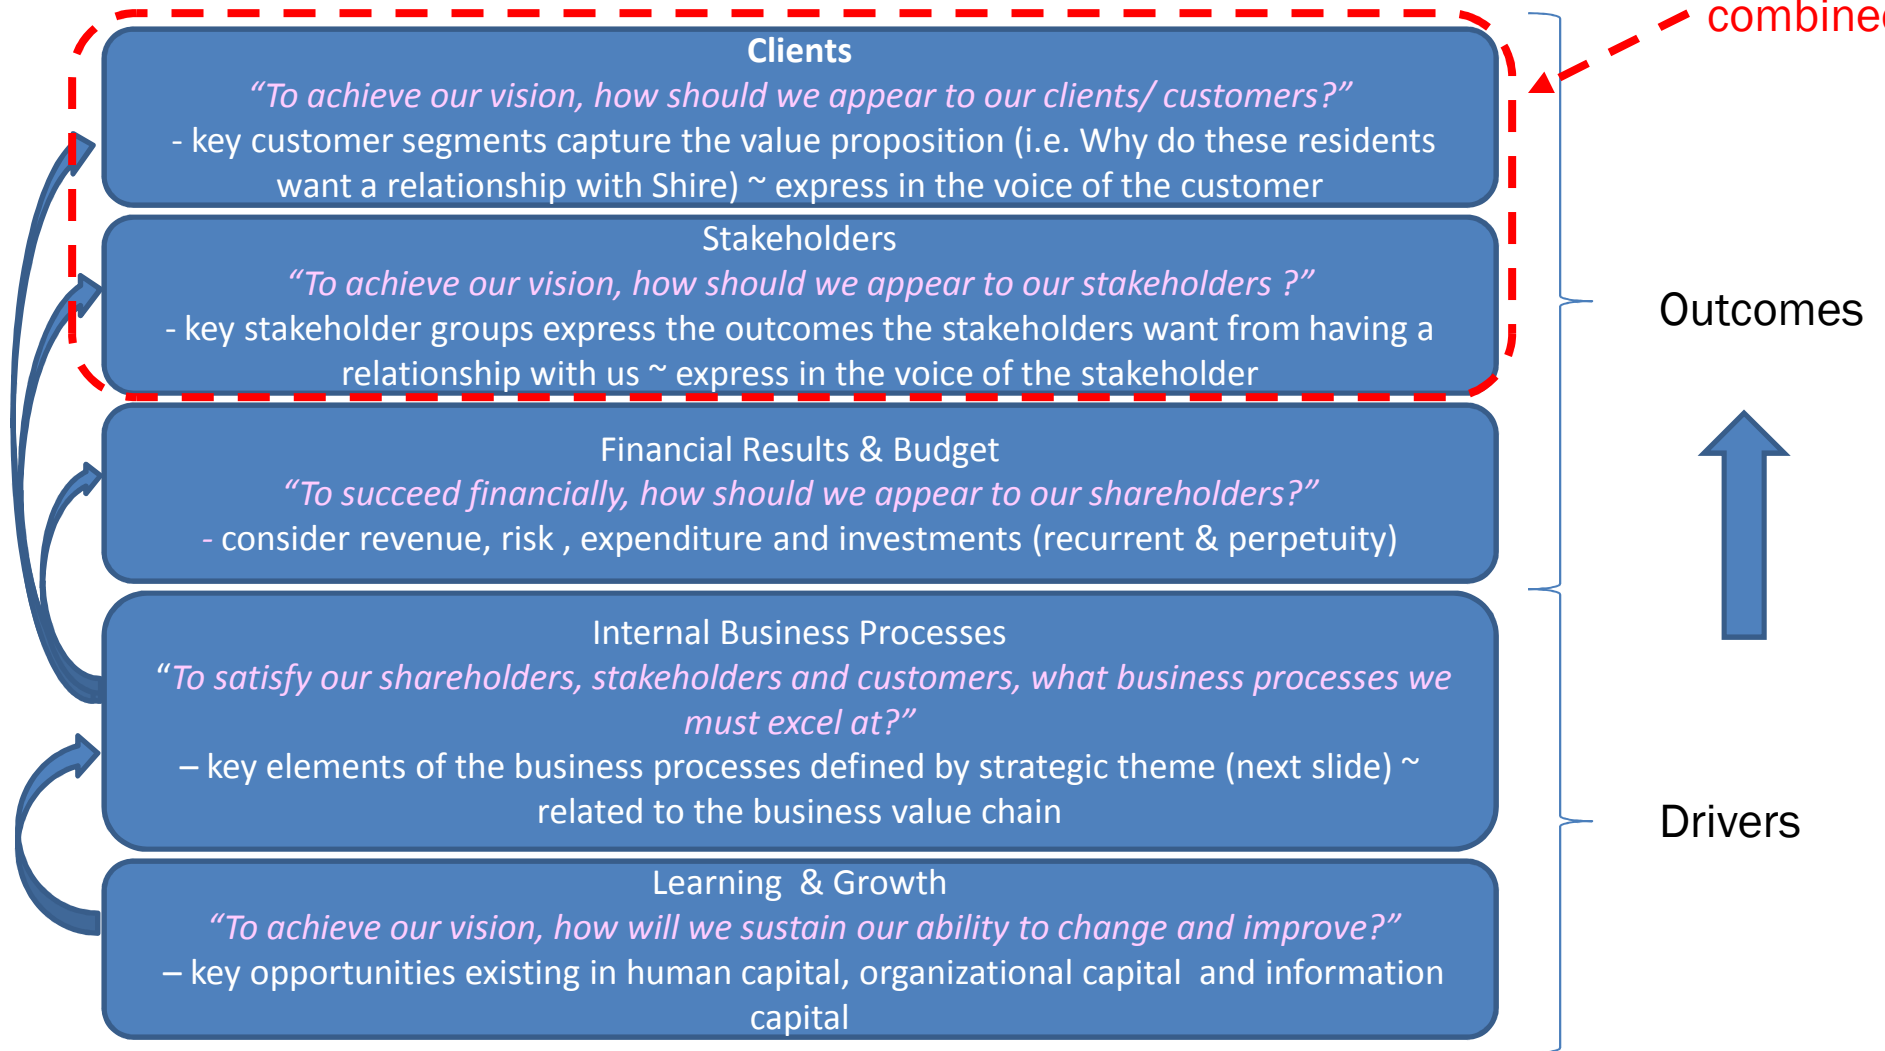 combined
Clients
“To achieve our vision, how should we appear to our clients/ customers?”
- key customer segments capture the value proposition (i.e. Why do these residents
want a relationship with Shire) ~ express in the voice of the customer
Stakeholders
“To achieve our vision, how should we appear to our stakeholders ?”
- key stakeholder groups express the outcomes the stakeholders want from having a
relationship with us ~ express in the voice of the stakeholder
Outcomes
Financial Results & Budget
“To succeed financially, how should we appear to our shareholders?”
- consider revenue, risk , expenditure and investments (recurrent & perpetuity)
Internal Business Processes
“To satisfy our shareholders, stakeholders and customers, what business processes we
must excel at?”
– key elements of the business processes defined by strategic theme (next slide) ~
related to the business value chain
Drivers
Learning  & Growth
“To achieve our vision, how will we sustain our ability to change and improve?”
– key opportunities existing in human capital, organizational capital  and information
capital